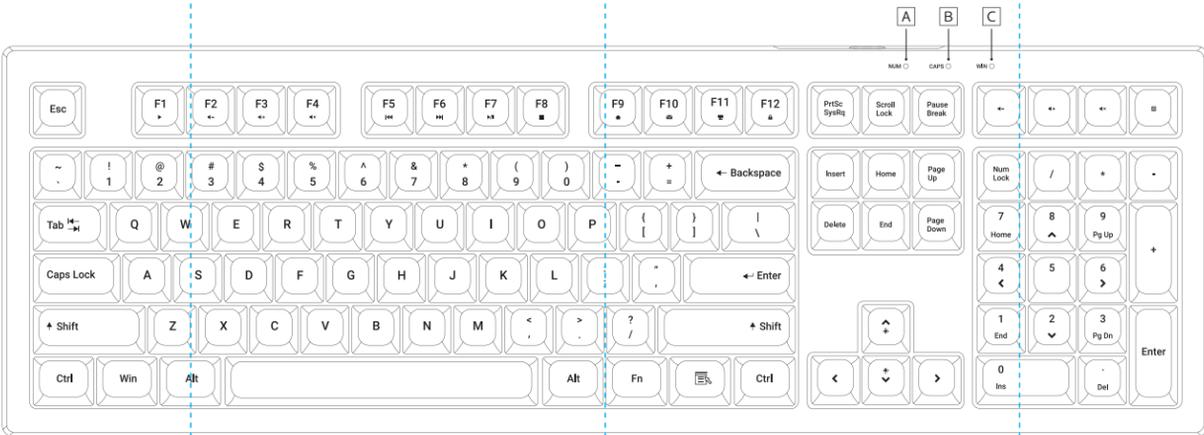 A B C
NUM CAPS WIN
Esc F1 F2 F3 F4 F5 F6 F7 F8 F9 F10 F11 F12 PrtSc Scroll Pause
SysRq Lock Break
~ ! @ # $ % ^ & * ( ) - + ← Backspace Insert Home Page Num / * -
` 1 2 3 4 5 6 7 8 9 0 - = Up Lock
Tab Q W E R T Y U I O P { } | Delete End Page 7 8 9 +
[ ] \ Down Home Pg Up
Caps Lock A S D F G H J K L " Enter 4 5 6
'
Shift Z X C V B N M < > ? Shift 1 2 3 Enter
, . / End Pg Dn
Ctrl Win Alt Alt Fn Ctrl 0 .
Ins Del